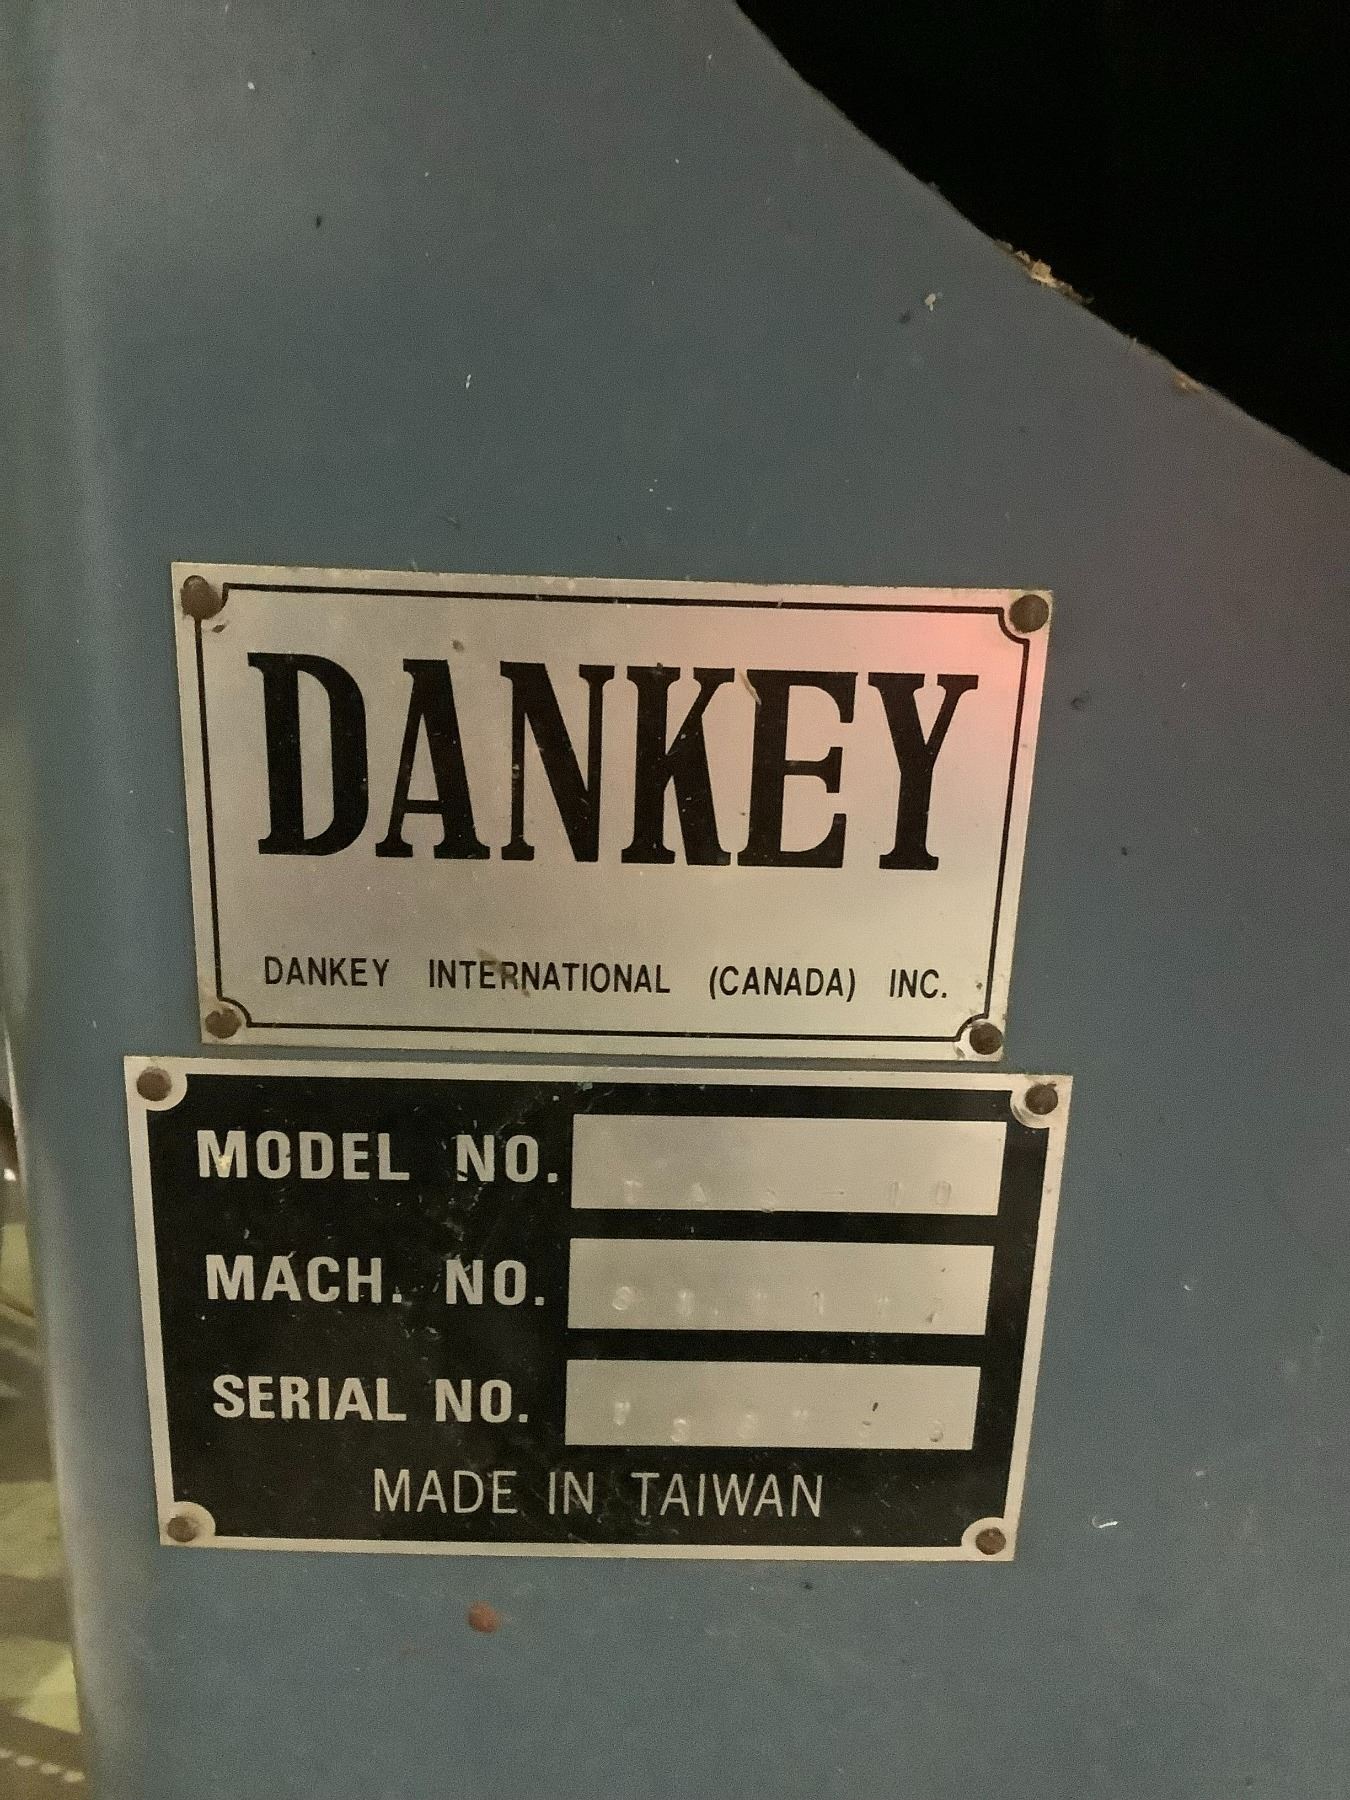 DANKEY
DANKEY INTERNATIONAL (CANADA) INC.
MODEL NO.
MACH. NO.
SERIAL NO.
MADE IN TAIWAN